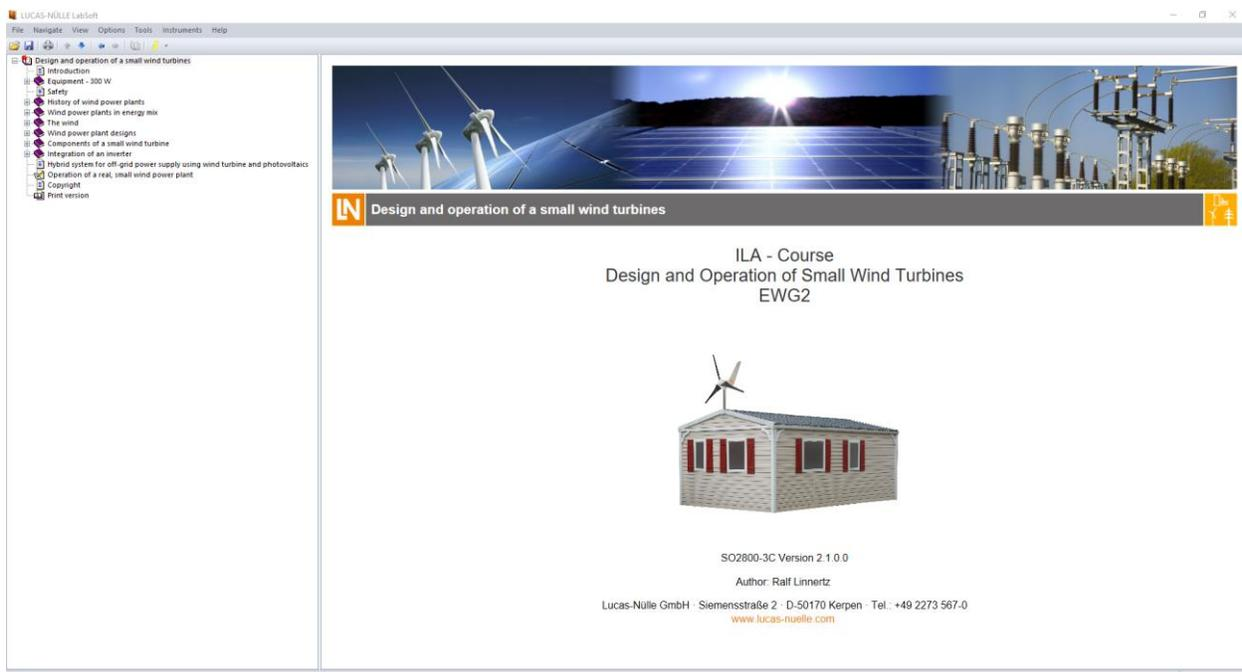 LUCAS-NÜLLE LabSoft
File Navigate View Options Tools Instruments Help
Design and operation of a small wind turbines
Introduction
Equipment - 300 W
Safety
History of wind power plants
Wind power plants in energy mix
The wind
Wind power plant designs
Components of a small wind turbine
Integration of an inverter
Hybrid system for off-grid power supply using wind turbine and photovoltaics
Operation of a real, small wind power plant
Copyright
Print version
LN Design and operation of a small wind turbines
ILA - Course
Design and Operation of Small Wind Turbines
EWG2
SO2800-3C Version 2.1.0.0
Author: Ralf Linnertz
Lucas-Nülle GmbH · Siemensstraße 2 · D-50170 Kerpen · Tel.: +49 2273 567-0
www.lucas-nuelle.com